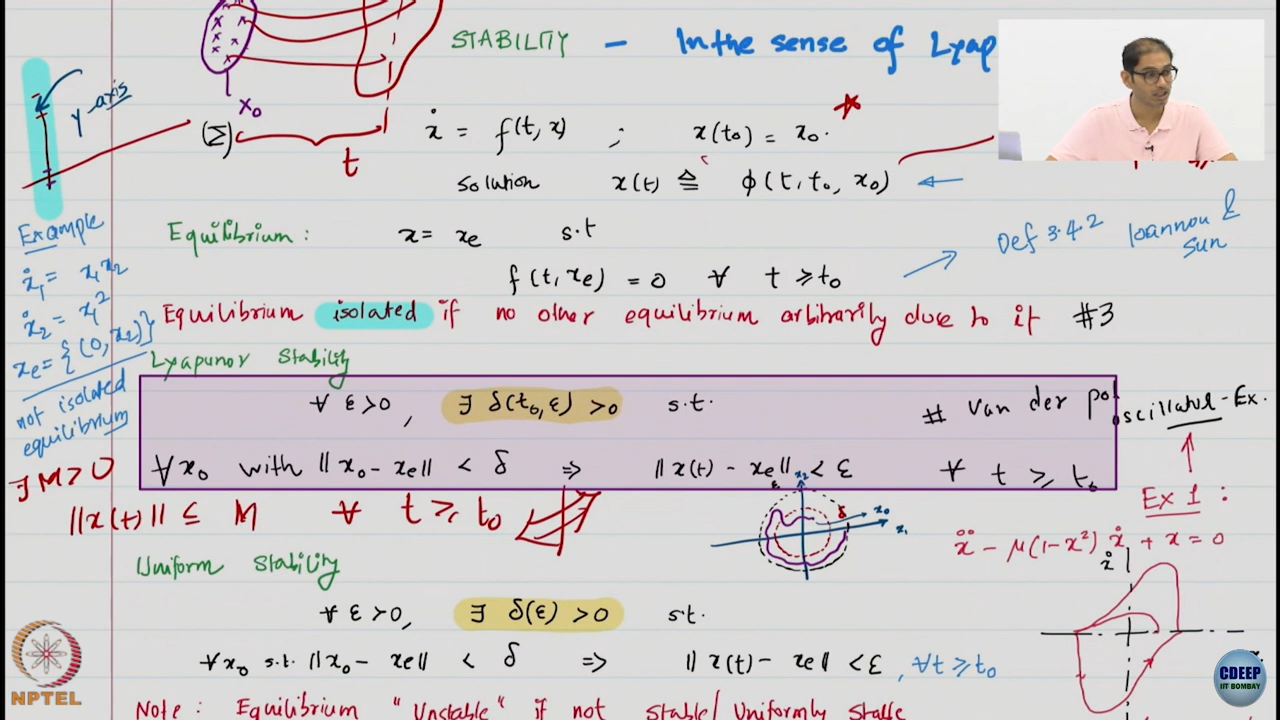 STABILITY - In the sense of Lyap
Y-axis
x₀
(Σ)
t
ẋ = f(t, x) ; x(t₀) = x₀.
Solution x(t) ≜ ϕ(t, t₀, x₀)
Example
ẋ₁ = x₁x₂
ẋ₂ = x₁²
xₑ = {(0, x₂)}
not isolated
equilibrium
Equilibrium: x = xₑ s.t
f(t, xₑ) = 0 ∀ t ≥ t₀
Def 3.4.2 Ioannou &
Sun
Equilibrium isolated if no other equilibrium arbitrarily close to it #3
Lyapunov Stability
∀ ε > 0, ∃ δ(t₀, ε) > 0 s.t.
# Van der pol oscillator - Ex.
∀ x₀ with ||x₀ - xₑ|| < δ ⇒ ||x(t) - xₑ|| < ε ∀ t ≥ t₀
∃ M > 0
||x(t)|| ≤ M ∀ t ≥ t₀
x₂
ε
δ
x₀
x₁
Ex 1 :
ẍ - μ(1-x²) ẋ + x = 0
ẋ
Uniform Stability
∀ ε > 0, ∃ δ(ε) > 0 s.t.
∀ x₀ s.t. ||x₀ - xₑ|| < δ ⇒ ||x(t) - xₑ|| < ε, ∀ t ≥ t₀
Note: Equilibrium "Unstable" if not Stable/Uniformly Stable
NPTEL
CDEEP
IIT BOMBAY